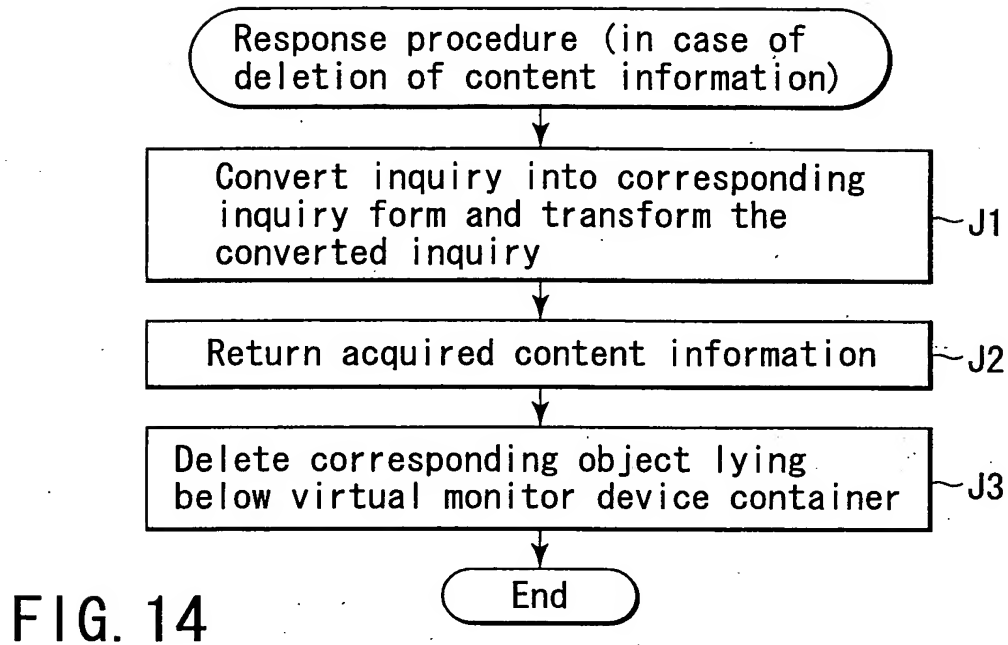 Response procedure (in case of
deletion of content information)
Convert inquiry into corresponding
inquiry form and transform the
converted inquiry
J1
Return acquired content information
J2
Delete corresponding object lying
below virtual monitor device container
J3
End
FIG. 14